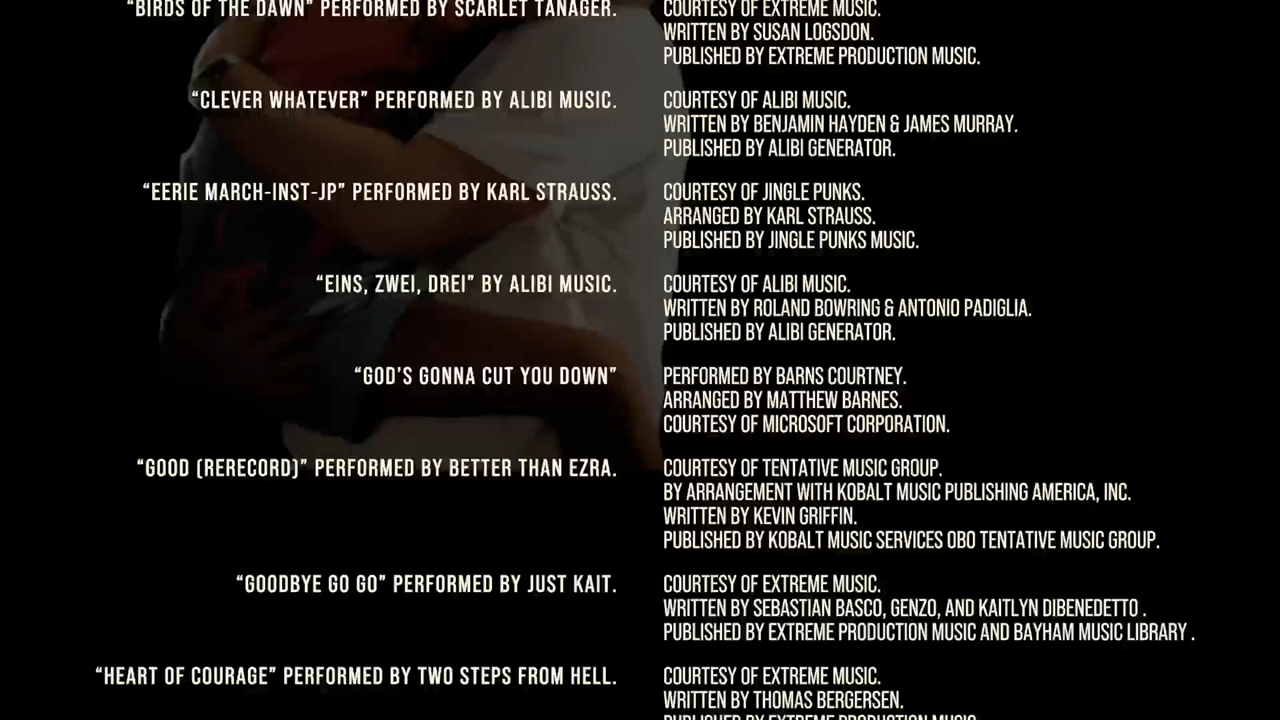 “BIRDS OF THE DAWN” PERFORMED BY SCARLET TANAGER. COURTESY OF EXTREME MUSIC.
WRITTEN BY SUSAN LOGSDON.
PUBLISHED BY EXTREME PRODUCTION MUSIC.
“CLEVER WHATEVER” PERFORMED BY ALIBI MUSIC. COURTESY OF ALIBI MUSIC.
WRITTEN BY BENJAMIN HAYDEN & JAMES MURRAY.
PUBLISHED BY ALIBI GENERATOR.
“EERIE MARCH-INST-JP” PERFORMED BY KARL STRAUSS. COURTESY OF JINGLE PUNKS.
ARRANGED BY KARL STRAUSS.
PUBLISHED BY JINGLE PUNKS MUSIC.
“EINS, ZWEI, DREI” BY ALIBI MUSIC. COURTESY OF ALIBI MUSIC.
WRITTEN BY ROLAND BOWRING & ANTONIO PADIGLIA.
PUBLISHED BY ALIBI GENERATOR.
“GOD’S GONNA CUT YOU DOWN” PERFORMED BY BARNS COURTNEY.
ARRANGED BY MATTHEW BARNES.
COURTESY OF MICROSOFT CORPORATION.
“GOOD (RERECORD)” PERFORMED BY BETTER THAN EZRA. COURTESY OF TENTATIVE MUSIC GROUP.
BY ARRANGEMENT WITH KOBALT MUSIC PUBLISHING AMERICA, INC.
WRITTEN BY KEVIN GRIFFIN.
PUBLISHED BY KOBALT MUSIC SERVICES OBO TENTATIVE MUSIC GROUP.
“GOODBYE GO GO” PERFORMED BY JUST KAIT. COURTESY OF EXTREME MUSIC.
WRITTEN BY SEBASTIAN BASCO, GENZO, AND KAITLYN DIBENEDETTO .
PUBLISHED BY EXTREME PRODUCTION MUSIC AND BAYHAM MUSIC LIBRARY .
“HEART OF COURAGE” PERFORMED BY TWO STEPS FROM HELL. COURTESY OF EXTREME MUSIC.
WRITTEN BY THOMAS BERGERSEN.
PUBLISHED BY EXTREME PRODUCTION MUSIC.